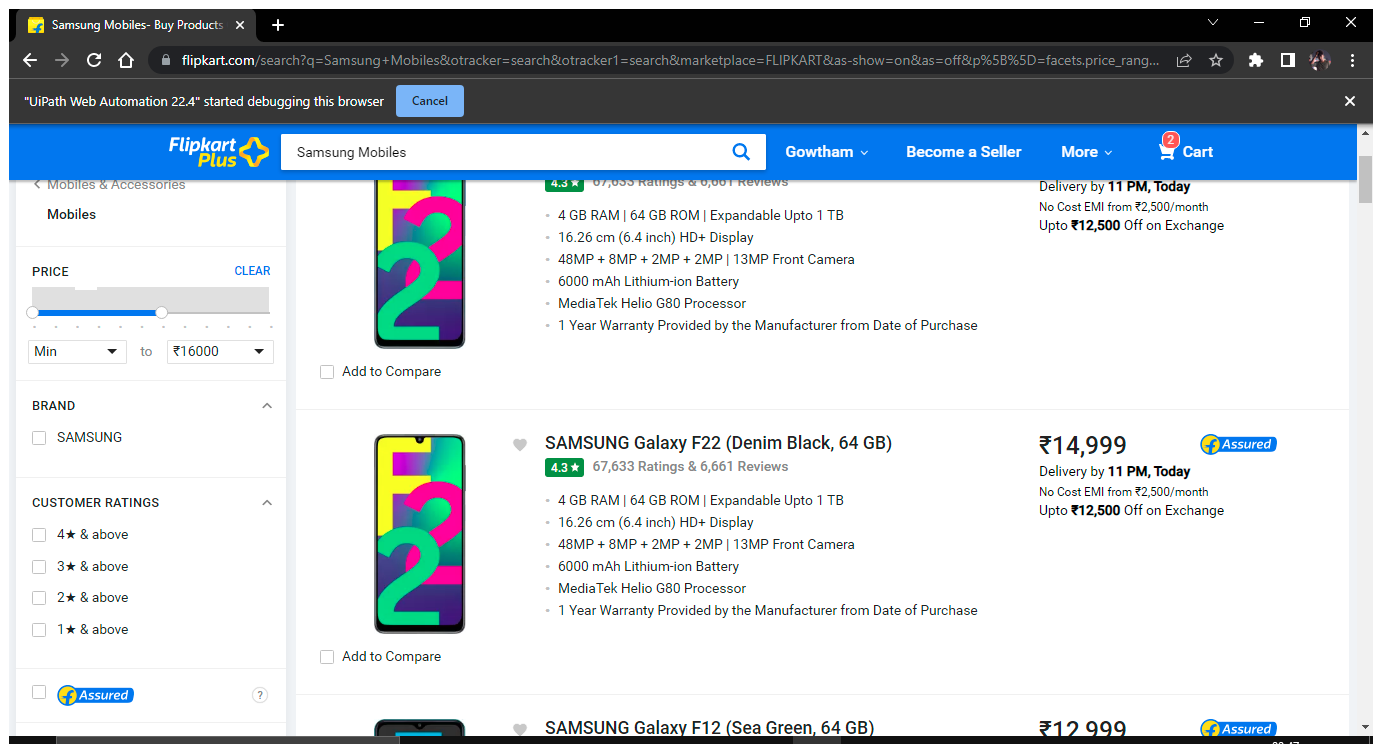 Samsung Mobiles- Buy Products
flipkart.com/search?q=Samsung+Mobiles&otracker=search&otracker1=search&marketplace=FLIPKART&as-show=on&as=off&p%5B%5D=facets.price_rang...
"UiPath Web Automation 22.4" started debugging this browser
Cancel
Flipkart
Plus
Samsung Mobiles
Gowtham
Become a Seller
More
2
Cart
Mobiles & Accessories
Mobiles
PRICE
CLEAR
Min
to
₹16000
BRAND
SAMSUNG
CUSTOMER RATINGS
4★ & above
3★ & above
2★ & above
1★ & above
Assured
?
4.3 ★ 67,633 Ratings & 6,661 Reviews
4 GB RAM | 64 GB ROM | Expandable Upto 1 TB
16.26 cm (6.4 inch) HD+ Display
48MP + 8MP + 2MP + 2MP | 13MP Front Camera
6000 mAh Lithium-ion Battery
MediaTek Helio G80 Processor
1 Year Warranty Provided by the Manufacturer from Date of Purchase
Delivery by 11 PM, Today
No Cost EMI from ₹2,500/month
Upto ₹12,500 Off on Exchange
F22
Add to Compare
SAMSUNG Galaxy F22 (Denim Black, 64 GB)
4.3 ★ 67,633 Ratings & 6,661 Reviews
4 GB RAM | 64 GB ROM | Expandable Upto 1 TB
16.26 cm (6.4 inch) HD+ Display
48MP + 8MP + 2MP + 2MP | 13MP Front Camera
6000 mAh Lithium-ion Battery
MediaTek Helio G80 Processor
1 Year Warranty Provided by the Manufacturer from Date of Purchase
₹14,999
Assured
Delivery by 11 PM, Today
No Cost EMI from ₹2,500/month
Upto ₹12,500 Off on Exchange
F22
Add to Compare
SAMSUNG Galaxy F12 (Sea Green, 64 GB)
₹12,999
Assured